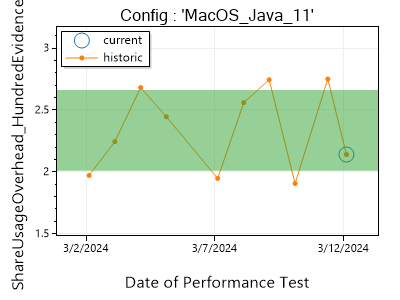 Config : 'MacOS_Java_11'
current
historic
ShareUsageOverhead_HundredEvidence
3
2.5
2
1.5
3/2/2024 3/7/2024 3/12/2024
Date of Performance Test